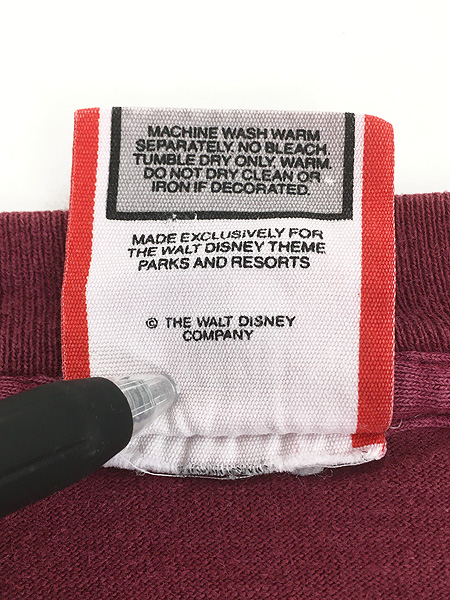 MACHINE WASH WARM
SEPARATELY. NO BLEACH.
TUMBLE DRY ONLY. WARM.
DO NOT DRY CLEAN OR
IRON IF DECORATED.
MADE EXCLUSIVELY FOR
THE WALT DISNEY THEME
PARKS AND RESORTS
© THE WALT DISNEY
COMPANY